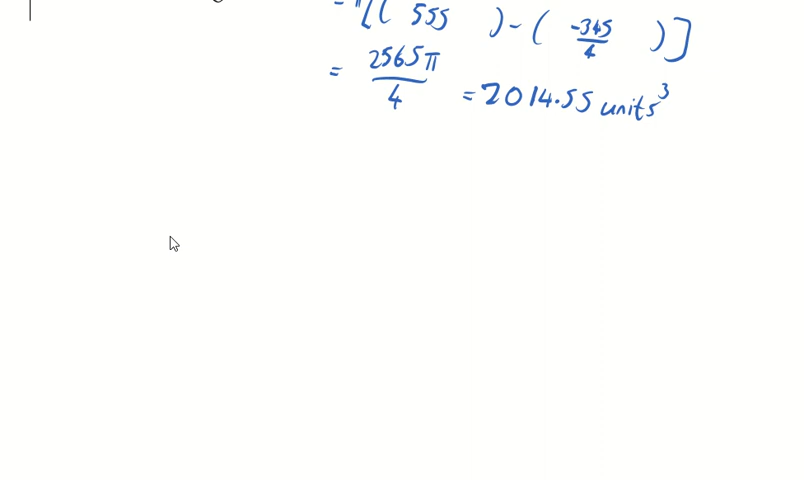 = π[( 555 ) - ( -345/4 )]
= 2565π/4 = 2014.55 units³